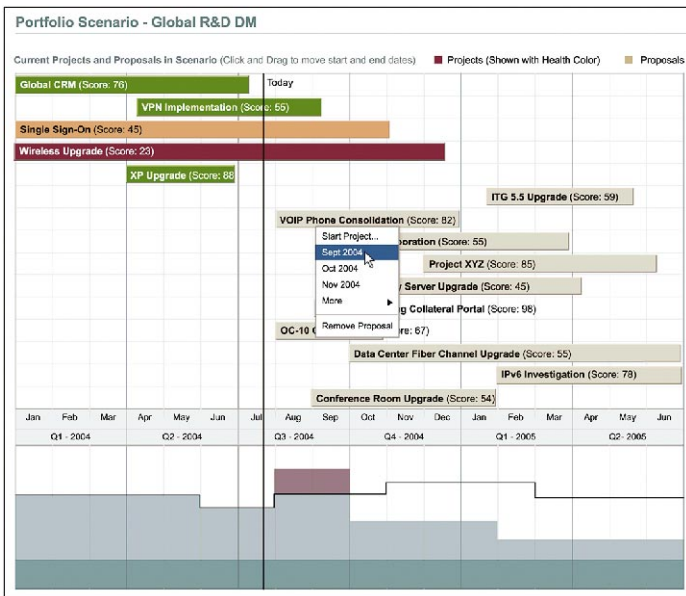 Portfolio Scenario - Global R&D DM
Current Projects and Proposals in Scenario (Click and Drag to move start and end dates)
Projects (Shown with Health Color)
Proposals
Today
Global CRM (Score: 76)
VPN Implementation (Score: 55)
Single Sign-On (Score: 45)
Wireless Upgrade (Score: 23)
XP Upgrade (Score: 88
ITG 5.5 Upgrade (Score: 59)
VOIP Phone Consolidation (Score: 82)
Start Project...
Sept 2004
Oct 2004
Nov 2004
More
Remove Proposal
(Score: 55)
Project XYZ (Score: 85)
Server Upgrade (Score: 45)
Collateral Portal (Score: 98)
OC-10
67)
Data Center Fiber Channel Upgrade (Score: 55)
IPv6 Investigation (Score: 78)
Conference Room Upgrade (Score: 54)
Jan Feb Mar Apr May Jun Jul Aug Sep Oct Nov Dec Jan Feb Mar Apr May Jun
Q1 - 2004 Q2 - 2004 Q3 - 2004 Q4 - 2004 Q1 - 2005 Q2 - 2005